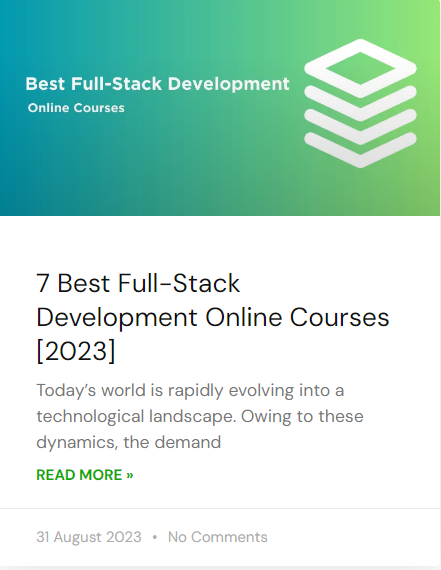 Best Full-Stack Development
Online Courses
7 Best Full-Stack
Development Online Courses
[2023]
Today’s world is rapidly evolving into a
technological landscape. Owing to these
dynamics, the demand
READ MORE »
31 August 2023 • No Comments